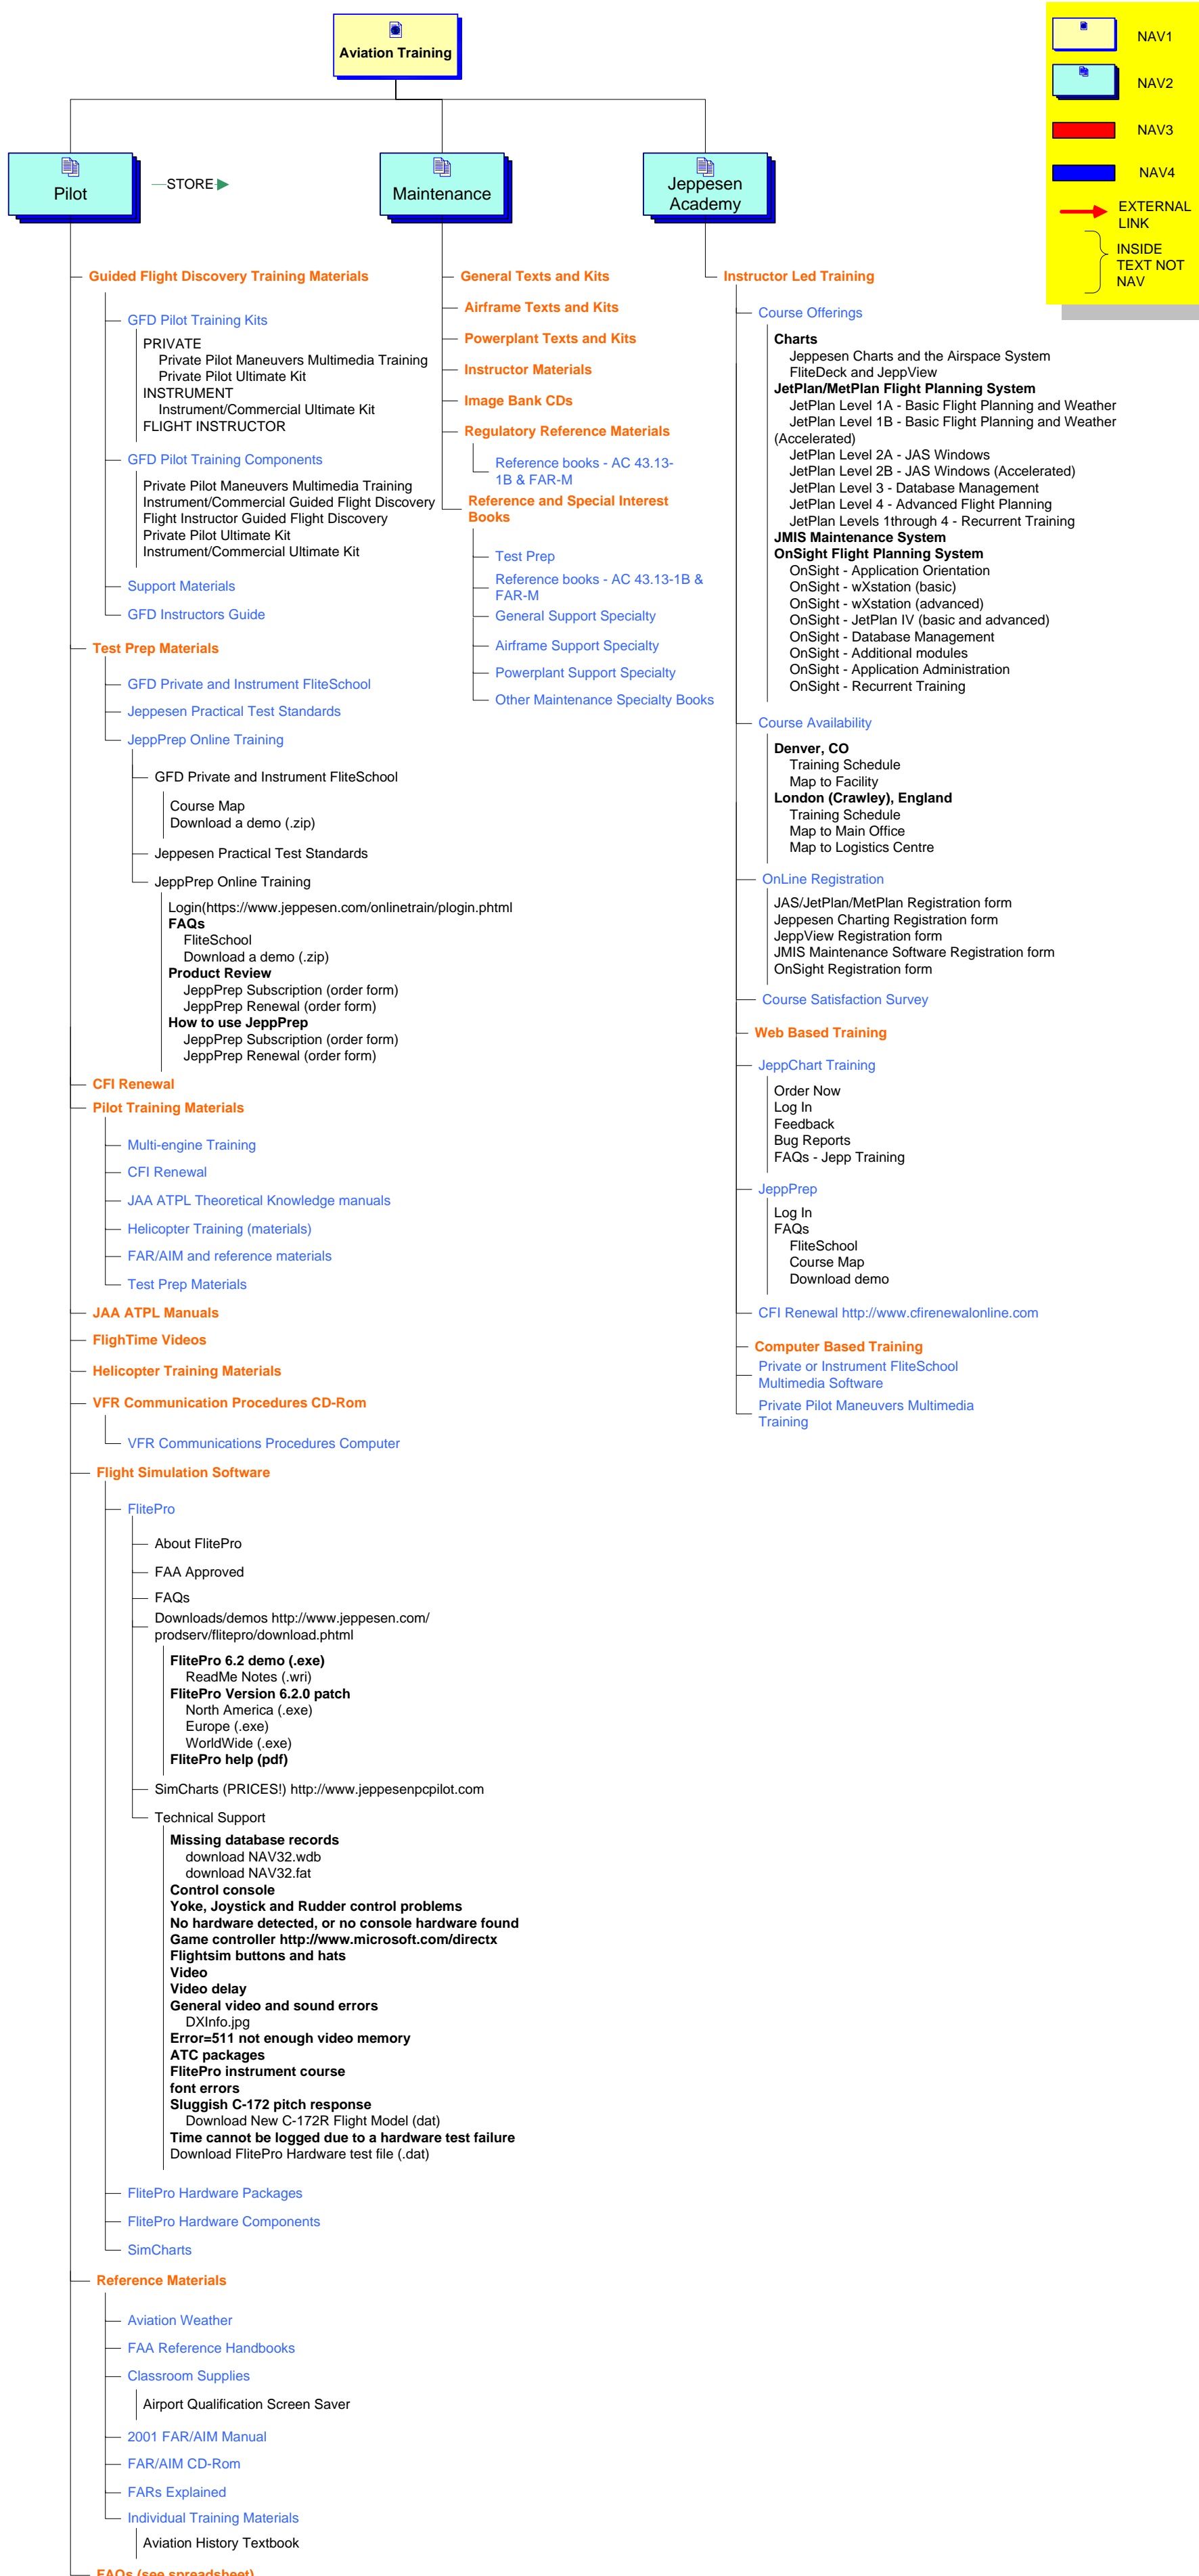 Aviation Training
NAV1
NAV2
NAV3
NAV4
EXTERNAL
LINK
INSIDE
TEXT NOT
NAV
Pilot
STORE
Maintenance
Jeppesen
Academy
Guided Flight Discovery Training Materials
GFD Pilot Training Kits
PRIVATE
Private Pilot Maneuvers Multimedia Training
Private Pilot Ultimate Kit
INSTRUMENT
Instrument/Commercial Ultimate Kit
FLIGHT INSTRUCTOR
GFD Pilot Training Components
Private Pilot Maneuvers Multimedia Training
Instrument/Commercial Guided Flight Discovery
Flight Instructor Guided Flight Discovery
Private Pilot Ultimate Kit
Instrument/Commercial Ultimate Kit
Support Materials
GFD Instructors Guide
Test Prep Materials
GFD Private and Instrument FliteSchool
Jeppesen Practical Test Standards
JeppPrep Online Training
GFD Private and Instrument FliteSchool
Course Map
Download a demo (.zip)
Jeppesen Practical Test Standards
JeppPrep Online Training
Login(https://www.jeppesen.com/onlinetrain/plogin.phtml
FAQs
FliteSchool
Download a demo (.zip)
Product Review
JeppPrep Subscription (order form)
JeppPrep Renewal (order form)
How to use JeppPrep
JeppPrep Subscription (order form)
JeppPrep Renewal (order form)
CFI Renewal
Pilot Training Materials
Multi-engine Training
CFI Renewal
JAA ATPL Theoretical Knowledge manuals
Helicopter Training (materials)
FAR/AIM and reference materials
Test Prep Materials
JAA ATPL Manuals
FlighTime Videos
Helicopter Training Materials
VFR Communication Procedures CD-Rom
VFR Communications Procedures Computer
Flight Simulation Software
FlitePro
About FlitePro
FAA Approved
FAQs
Downloads/demos http://www.jeppesen.com/
prodserv/flitepro/download.phtml
FlitePro 6.2 demo (.exe)
ReadMe Notes (.wri)
FlitePro Version 6.2.0 patch
North America (.exe)
Europe (.exe)
WorldWide (.exe)
FlitePro help (pdf)
SimCharts (PRICES!) http://www.jeppesenpcpilot.com
Technical Support
Missing database records
download NAV32.wdb
download NAV32.fat
Control console
Yoke, Joystick and Rudder control problems
No hardware detected, or no console hardware found
Game controller http://www.microsoft.com/directx
Flightsim buttons and hats
Video
Video delay
General video and sound errors
DXInfo.jpg
Error=511 not enough video memory
ATC packages
FlitePro instrument course
font errors
Sluggish C-172 pitch response
Download New C-172R Flight Model (dat)
Time cannot be logged due to a hardware test failure
Download FlitePro Hardware test file (.dat)
FlitePro Hardware Packages
FlitePro Hardware Components
SimCharts
Reference Materials
Aviation Weather
FAA Reference Handbooks
Classroom Supplies
Airport Qualification Screen Saver
2001 FAR/AIM Manual
FAR/AIM CD-Rom
FARs Explained
Individual Training Materials
Aviation History Textbook
FAQs (see spreadsheet)
General Texts and Kits
Airframe Texts and Kits
Powerplant Texts and Kits
Instructor Materials
Image Bank CDs
Regulatory Reference Materials
Reference books - AC 43.13-
1B & FAR-M
Reference and Special Interest
Books
Test Prep
Reference books - AC 43.13-1B &
FAR-M
General Support Specialty
Airframe Support Specialty
Powerplant Support Specialty
Other Maintenance Specialty Books
Instructor Led Training
Course Offerings
Charts
Jeppesen Charts and the Airspace System
FliteDeck and JeppView
JetPlan/MetPlan Flight Planning System
JetPlan Level 1A - Basic Flight Planning and Weather
JetPlan Level 1B - Basic Flight Planning and Weather
(Accelerated)
JetPlan Level 2A - JAS Windows
JetPlan Level 2B - JAS Windows (Accelerated)
JetPlan Level 3 - Database Management
JetPlan Level 4 - Advanced Flight Planning
JetPlan Levels 1through 4 - Recurrent Training
JMIS Maintenance System
OnSight Flight Planning System
OnSight - Application Orientation
OnSight - wXstation (basic)
OnSight - wXstation (advanced)
OnSight - JetPlan IV (basic and advanced)
OnSight - Database Management
OnSight - Additional modules
OnSight - Application Administration
OnSight - Recurrent Training
Course Availability
Denver, CO
Training Schedule
Map to Facility
London (Crawley), England
Training Schedule
Map to Main Office
Map to Logistics Centre
OnLine Registration
JAS/JetPlan/MetPlan Registration form
Jeppesen Charting Registration form
JeppView Registration form
JMIS Maintenance Software Registration form
OnSight Registration form
Course Satisfaction Survey
Web Based Training
JeppChart Training
Order Now
Log In
Feedback
Bug Reports
FAQs - Jepp Training
JeppPrep
Log In
FAQs
FliteSchool
Course Map
Download demo
CFI Renewal http://www.cfirenewalonline.com
Computer Based Training
Private or Instrument FliteSchool
Multimedia Software
Private Pilot Maneuvers Multimedia
Training